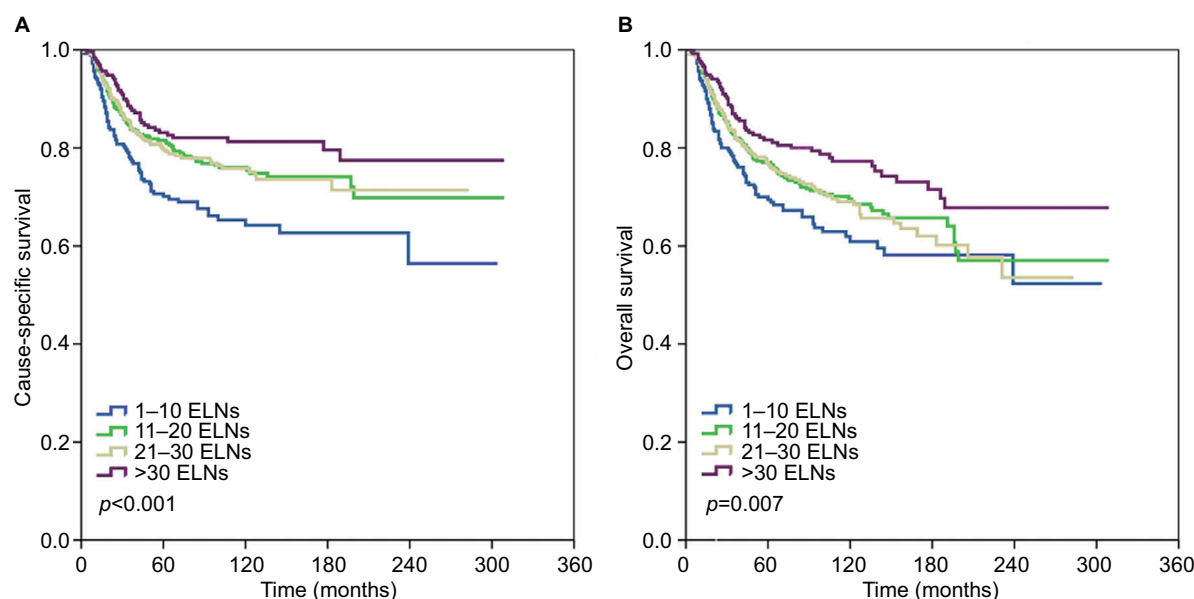 A
Cause-specific survival
1.0
0.8
0.6
0.4
0.2
0.0
1–10 ELNs
11–20 ELNs
21–30 ELNs
>30 ELNs
p<0.001
0 60 120 180 240 300 360
Time (months)
B
Overall survival
1.0
0.8
0.6
0.4
0.2
0.0
1–10 ELNs
11–20 ELNs
21–30 ELNs
>30 ELNs
p=0.007
0 60 120 180 240 300 360
Time (months)